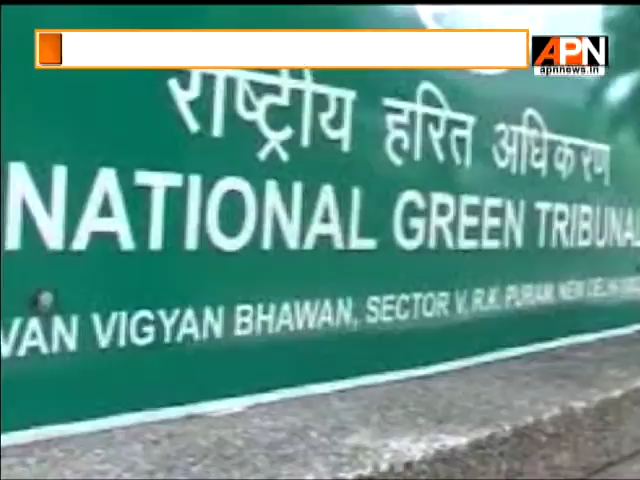 APN
apnnews.in
राष्ट्रीय हरित अधिकरण
NATIONAL GREEN TRIBUNAL
VAN VIGYAN BHAWAN, SECTOR V, R.K. PURAM, NEW DELHI